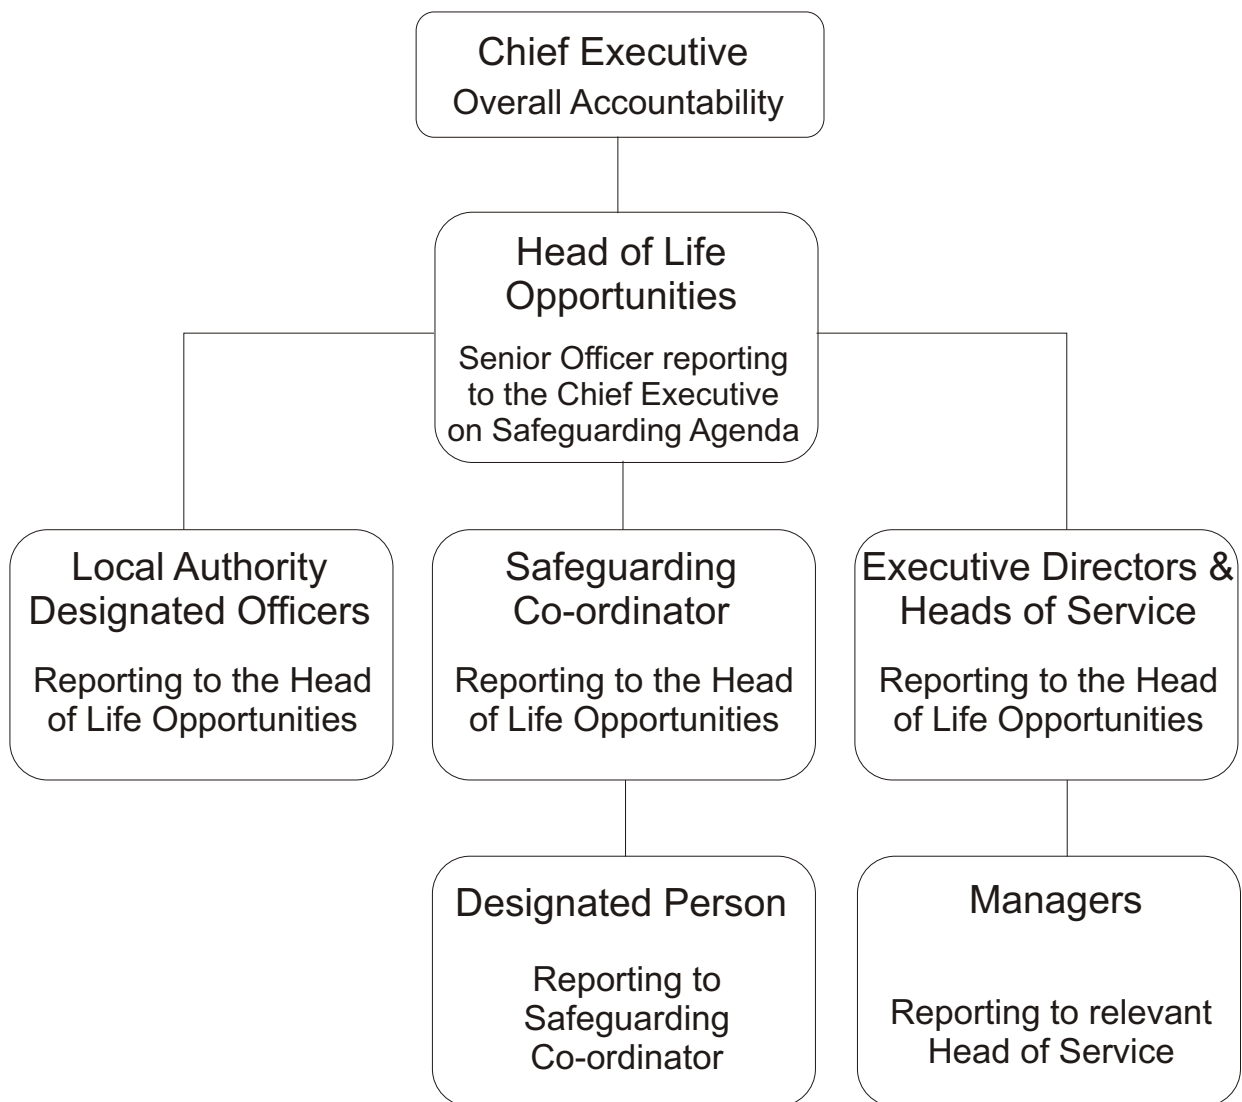 Chief Executive
Overall Accountability
Head of Life
Opportunities
Senior Officer reporting
to the Chief Executive
on Safeguarding Agenda
Local Authority
Designated Officers
Reporting to the Head
of Life Opportunities
Safeguarding
Co-ordinator
Reporting to the Head
of Life Opportunities
Executive Directors &
Heads of Service
Reporting to the Head
of Life Opportunities
Designated Person
Reporting to
Safeguarding
Co-ordinator
Managers
Reporting to relevant
Head of Service